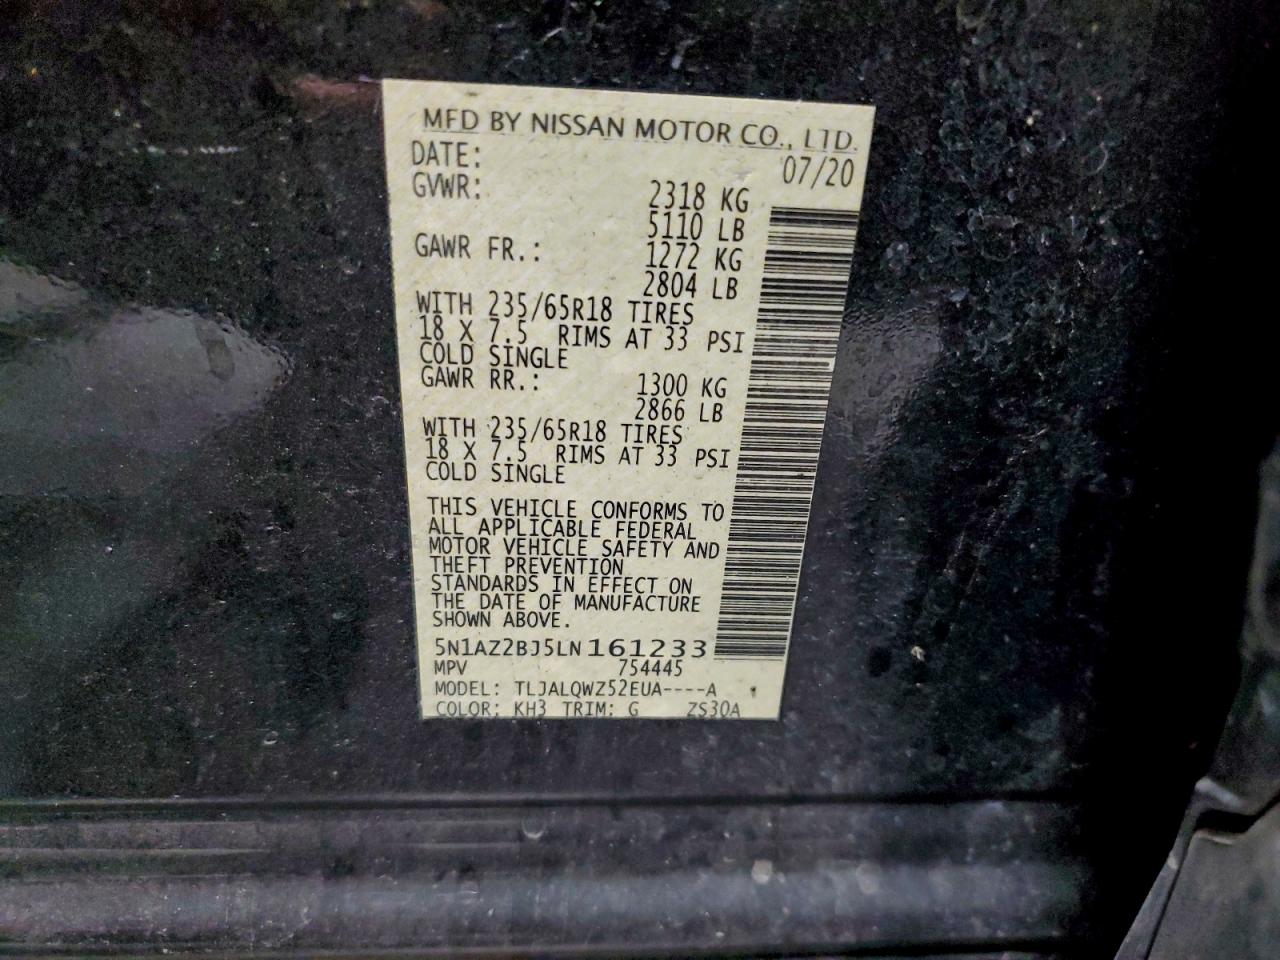 MFD BY NISSAN MOTOR CO., LTD.
DATE: 07/20
GVWR: 2318 KG
5110 LB
GAWR FR.: 1272 KG
2804 LB
WITH 235/65R18 TIRES
18 X 7.5 RIMS AT 33 PSI
COLD SINGLE
GAWR RR.: 1300 KG
2866 LB
WITH 235/65R18 TIRES
18 X 7.5 RIMS AT 33 PSI
COLD SINGLE
THIS VEHICLE CONFORMS TO
ALL APPLICABLE FEDERAL
MOTOR VEHICLE SAFETY AND
THEFT PREVENTION
STANDARDS IN EFFECT ON
THE DATE OF MANUFACTURE
SHOWN ABOVE.
5N1AZ2BJ5LN161233
MPV 754445
MODEL: TLJALQWZ52EUA----A
COLOR: KH3 TRIM: G ZS30A